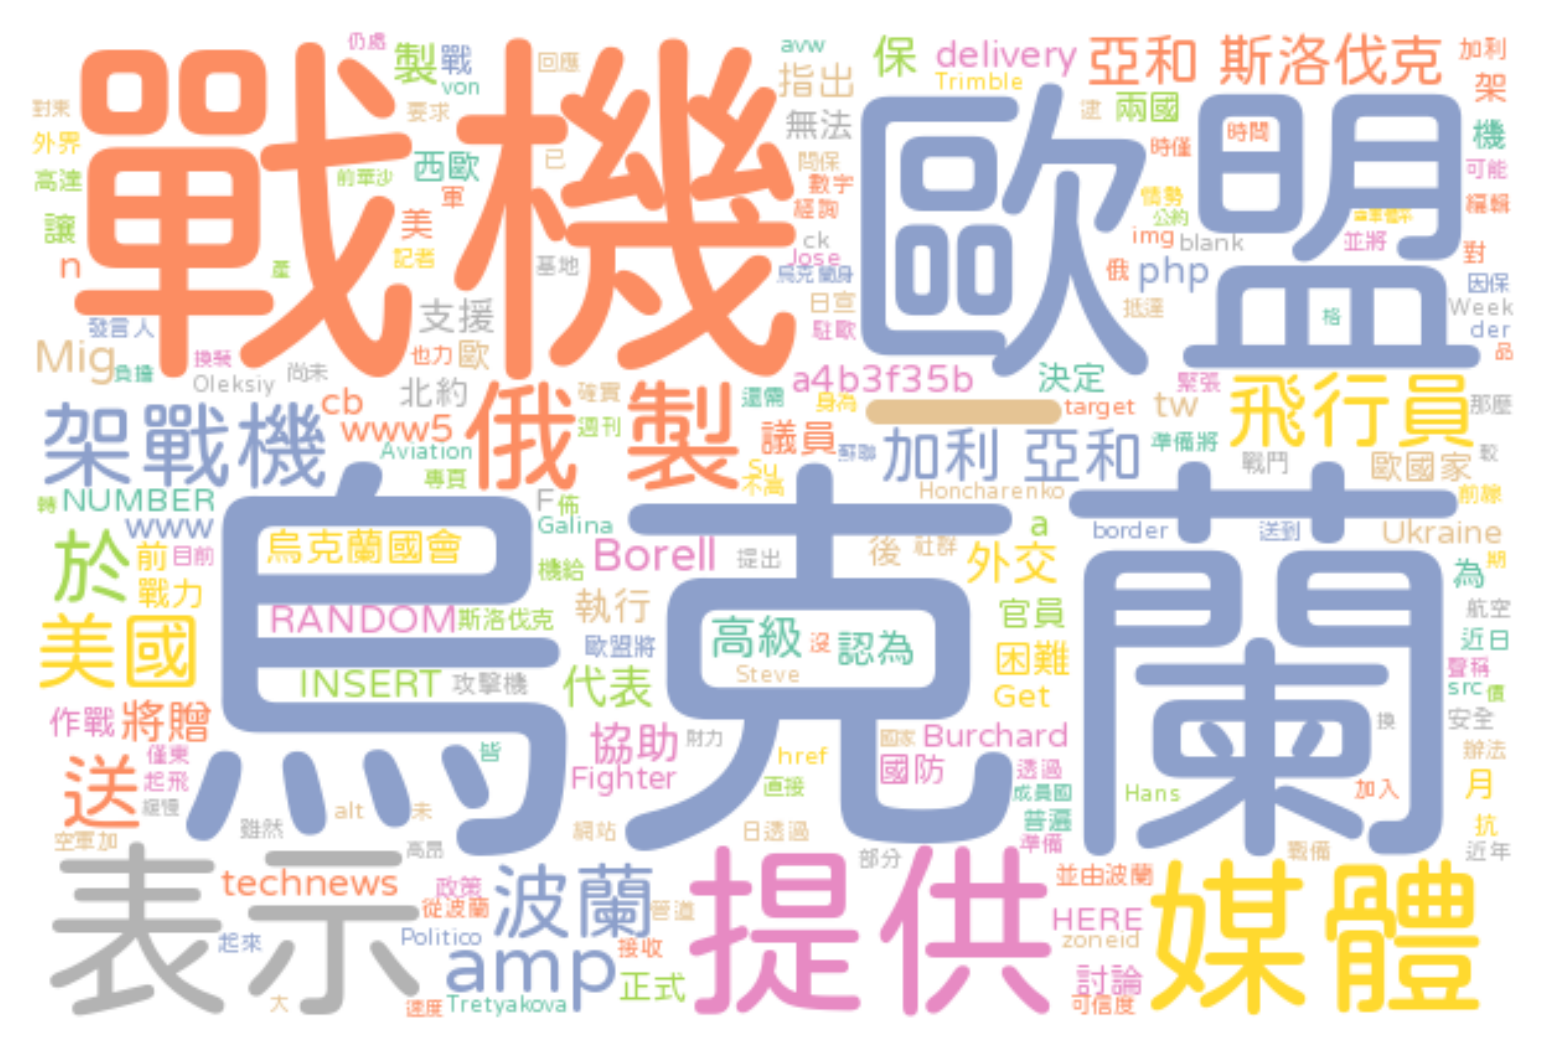 仍處
製
戰
von
回應
avw
指出
保
delivery
Trimble
亞和
斯洛伐克
加利
架
對東
外界
高達
讓
n
戰機
要求
西歐
前華沙
軍
美
記者
產
已
基地
無法
問保
數字
經詢
ck
Jose
烏克蘭身
日宣
駐歐
歐盟
逮
兩國
時間
時僅
情勢
公約
img
blank
並將
俄
php
抵達
格
機
可能
編輯
對
因保
Week
der
品
發言人
Mig
負擔
換裝
Oleksiy
尚未
支援
也力
歐
北約
確實
週刊
還需
a4b3f35b
身為
決定
一
target
tw
緊張
飛行員
那麼
架戰機
cb
www5
Aviation
專頁
俄
製
議員
Su
不高
蘇聯
加利
亞和
準備將
戰鬥
歐國家
較
轉
NUMBER
www
F
佈
Galina
Honcharenko
前線
於
前
目前
戰力
烏克蘭
烏克蘭國會
機給
Borell
提出
後
社群
a
外交
border
送到
Ukraine
為
期
航空
美國
RANDOM
斯洛伐克
執行
歐盟將
高級
沒
認為
Steve
官員
困難
近日
聲稱
src
價
INSERT
攻擊機
代表
Get
換
安全
作戰
將贈
僅東
起飛
送
皆
協助
財力
Fighter
href
國家
Burchard
國防
透過
辦法
直接
成員國
Hans
加入
月
普遍
抗
空軍加
雖然
alt
未
網站
日透過
準備
近年
高昂
部分
戰備
表示
technews
政策
從波蘭
波蘭
管道
提供
並由波蘭
HERE
zoneid
媒體
起來
Politico
接收
amp
正式
討論
大
速度
Tretyakova
可信度